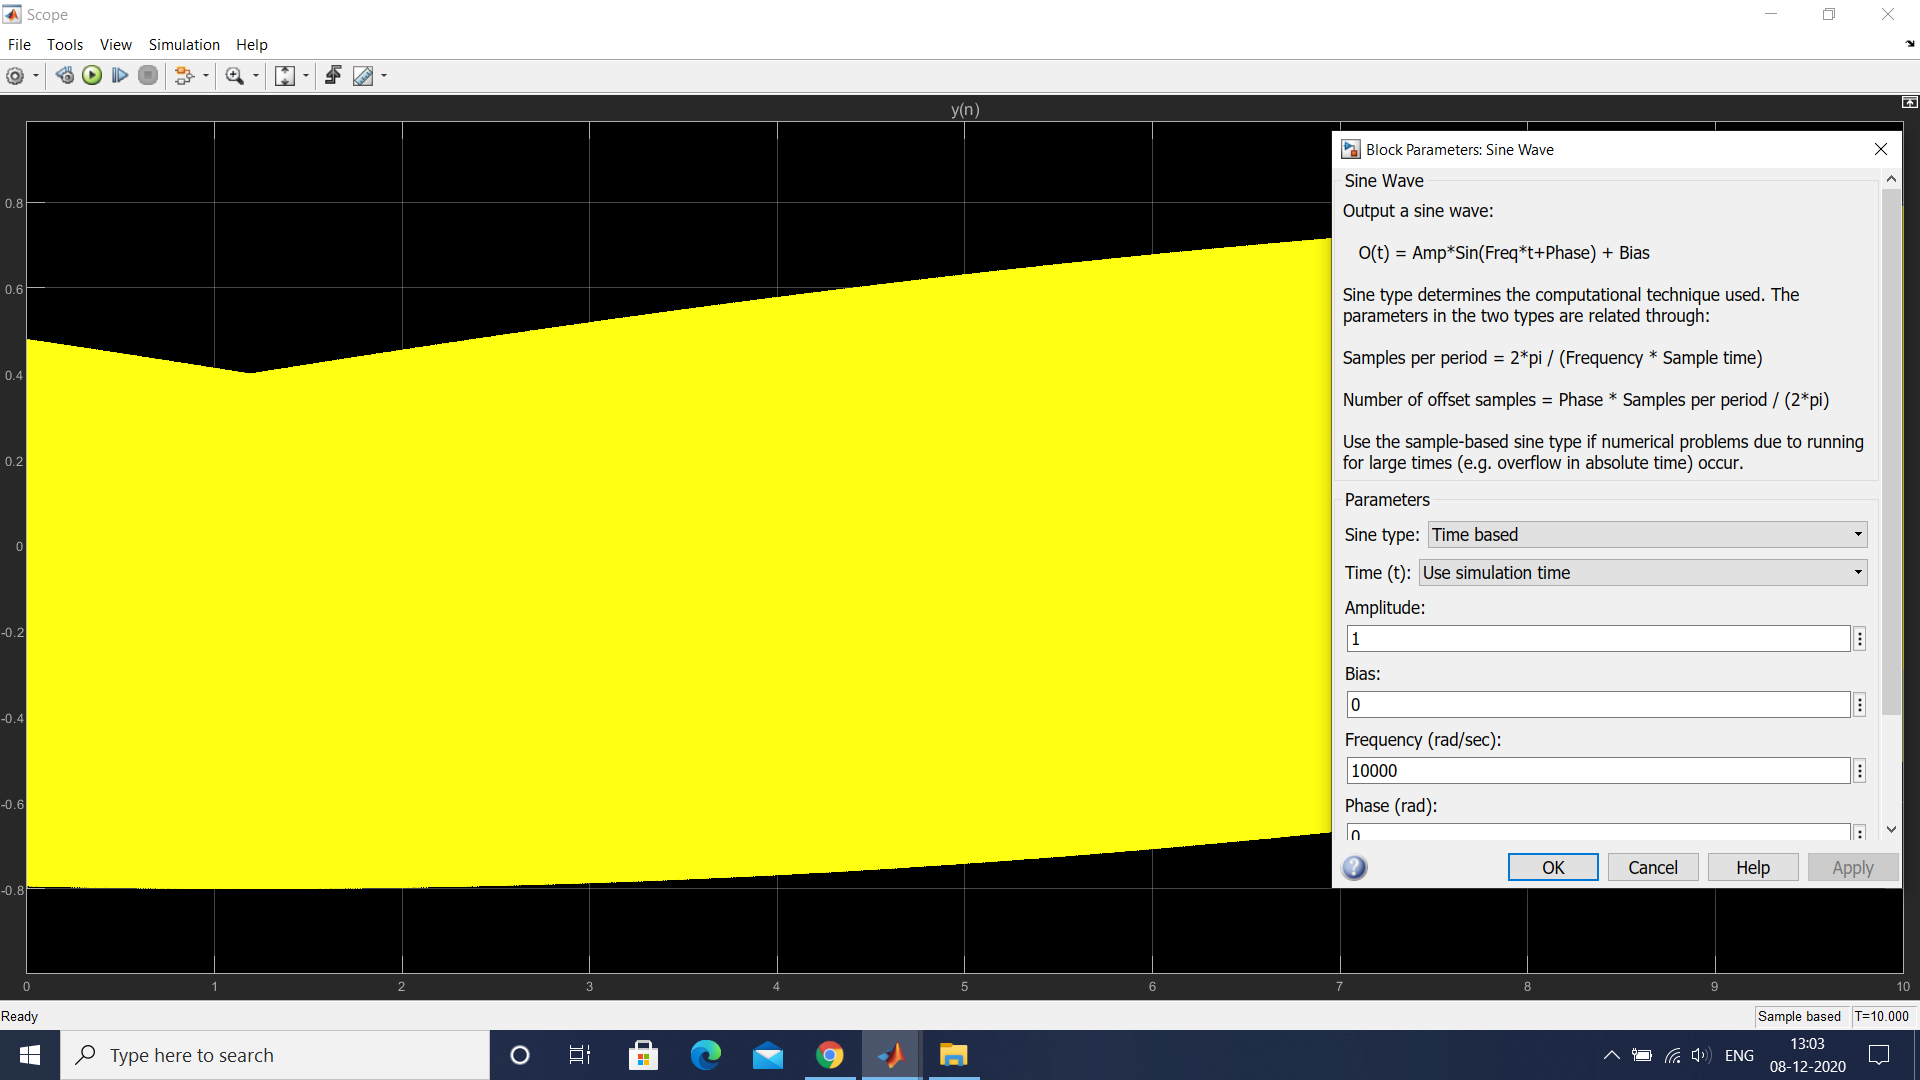 Scope
File Tools View Simulation Help
y(n)
0.8
0.6
0.4
0.2
0
-0.2
-0.4
-0.6
-0.8
0 1 2 3 4 5 6 7 8 9 10
Block Parameters: Sine Wave
Sine Wave
Output a sine wave:
O(t) = Amp*Sin(Freq*t+Phase) + Bias
Sine type determines the computational technique used. The
parameters in the two types are related through:
Samples per period = 2*pi / (Frequency * Sample time)
Number of offset samples = Phase * Samples per period / (2*pi)
Use the sample-based sine type if numerical problems due to running
for large times (e.g. overflow in absolute time) occur.
Parameters
Sine type: Time based
Time (t): Use simulation time
Amplitude:
1
Bias:
0
Frequency (rad/sec):
10000
Phase (rad):
0
OK Cancel Help Apply
Ready
Sample based T=10.000
Type here to search
ENG
13:03
08-12-2020